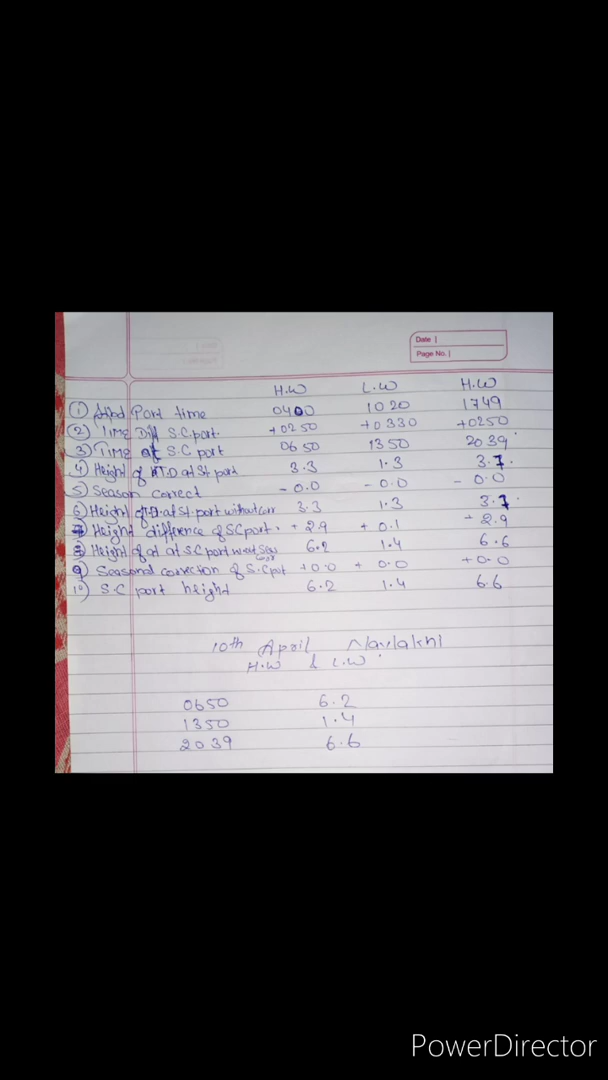 Date |
Page No. |
H.W L.W H.W
① Port time 0400 1020 1749
② Time Diff S.C port. +0250 +0330 +0250
③ Time of S.C port 0650 1350 2039
4 Height of T.D. at St port 3.3 1.3 3.7
5 Season correct - 0.0 - 0.0 - 0.0
6 Height of T.D. at St. port without corr 3.3 1.3 3.7
7 Height difference of SC port. + 2.9 + 0.1 + 2.9
8 Height of at SC port 6.2 1.4 6.6
9 Seasonal correction of S.C port +0.0 + 0.0 +0.0
10 S.C port height 6.2 1.4 6.6
10th April Navlakhi
H.W & L.W
0650 6.2
1350 1.4
2039 6.6
PowerDirector